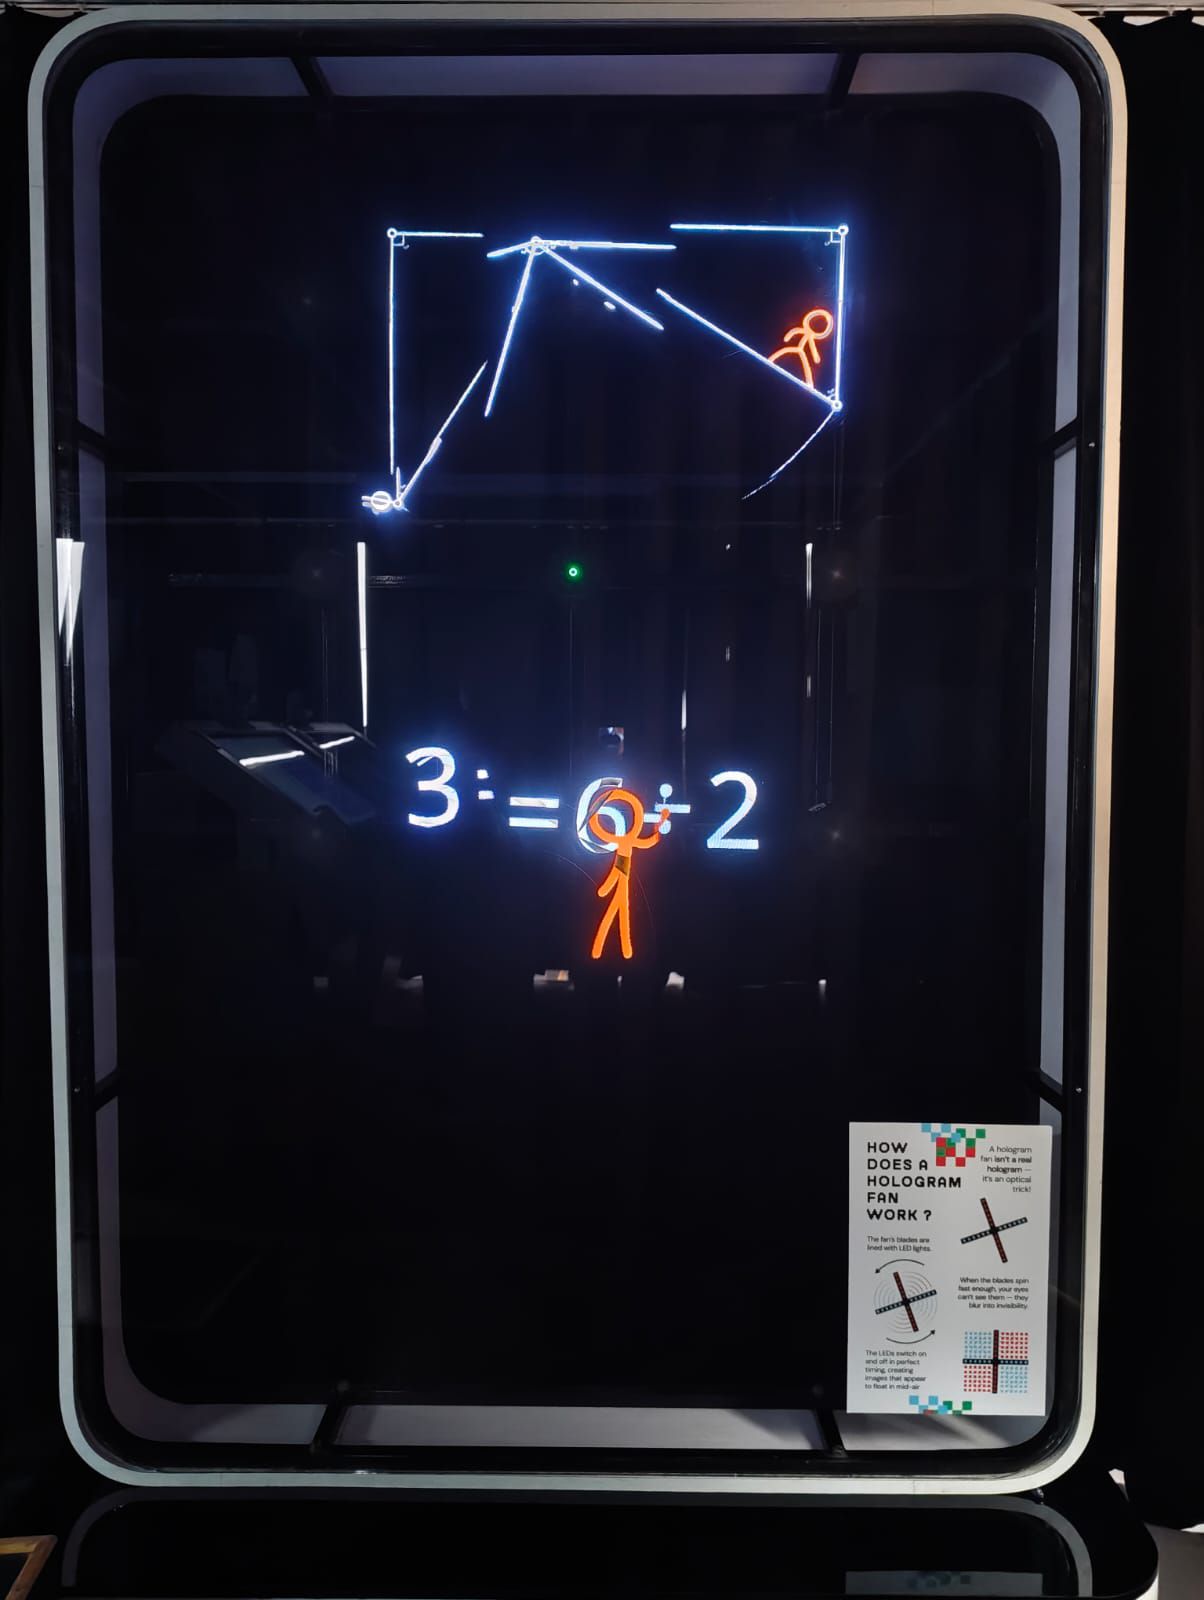 3 = 6 ÷ 2
HOW
DOES A
HOLOGRAM
FAN
WORK ?
A hologram
fan isn't a real
hologram —
it's an optical
trick!
The fan's blades are
lined with LED lights.
When the blades spin
fast enough, your eyes
can't see them — they
blur into invisibility.
The LEDs switch on
and off in perfect
timing, creating
images that appear
to float in mid-air